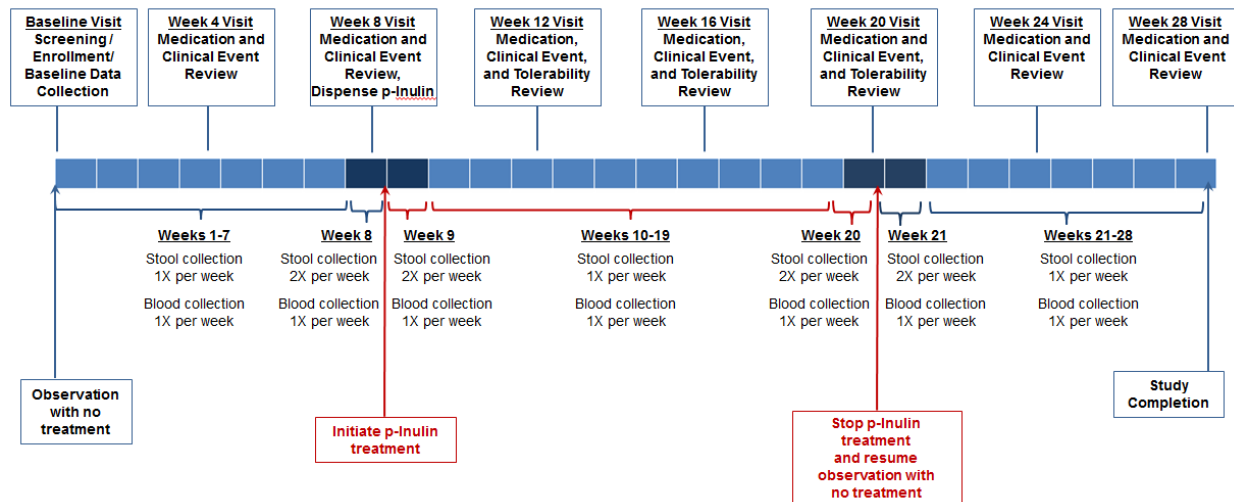 Baseline Visit
Screening /
Enrollment/
Baseline Data
Collection
Week 4 Visit
Medication and
Clinical Event
Review
Week 8 Visit
Medication and
Clinical Event
Review,
Dispense p-Inulin
Week 12 Visit
Medication,
Clinical Event,
and Tolerability
Review
Week 16 Visit
Medication,
Clinical Event,
and Tolerability
Review
Week 20 Visit
Medication and
Clinical Event,
and Tolerability
Review
Week 24 Visit
Medication and
Clinical Event
Review
Week 28 Visit
Medication and
Clinical Event
Review
Weeks 1-7
Stool collection
1X per week
Blood collection
1X per week
Week 8
Stool collection
2X per week
Blood collection
1X per week
Week 9
Stool collection
2X per week
Blood collection
1X per week
Weeks 10-19
Stool collection
1X per week
Blood collection
1X per week
Week 20
Stool collection
2X per week
Blood collection
1X per week
Week 21
Stool collection
2X per week
Blood collection
1X per week
Weeks 21-28
Stool collection
1X per week
Blood collection
1X per week
Observation
with no
treatment
Initiate p-Inulin
treatment
Stop p-Inulin
treatment
and resume
observation with
no treatment
Study
Completion